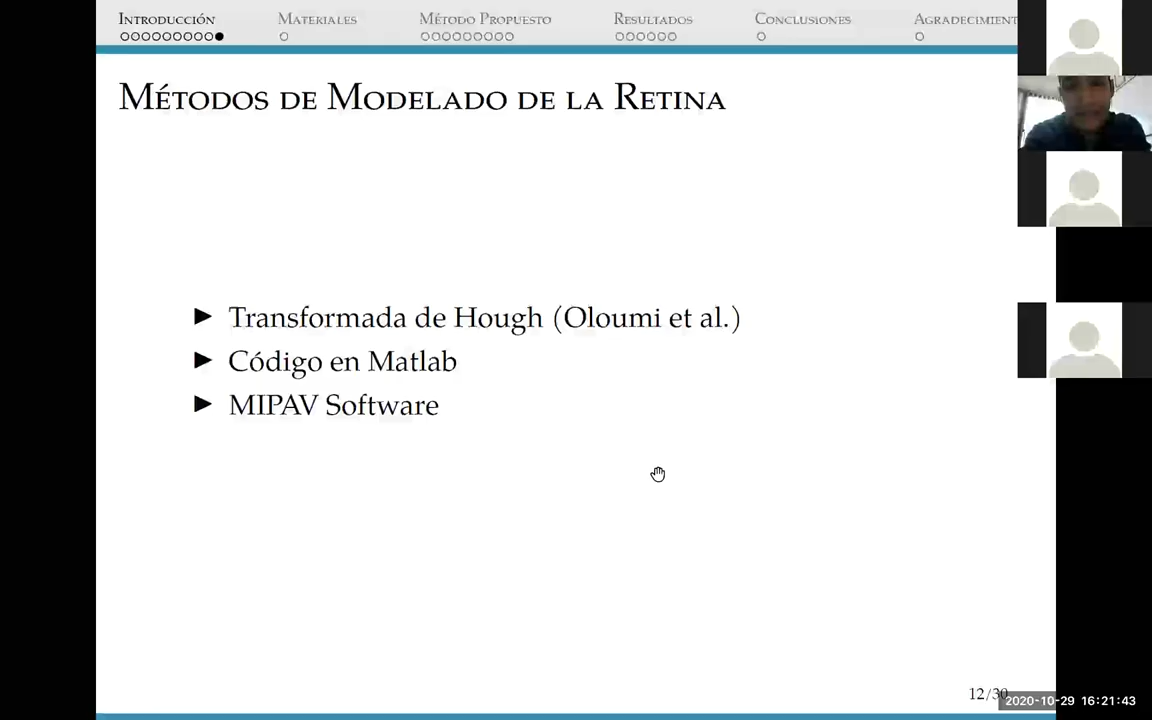 Introducción Materiales Método Propuesto Resultados Conclusiones Agradecimient
Métodos de Modelado de la Retina
► Transformada de Hough (Oloumi et al.)
► Código en Matlab
► MIPAV Software
12/30
2020-10-29 16:21:43